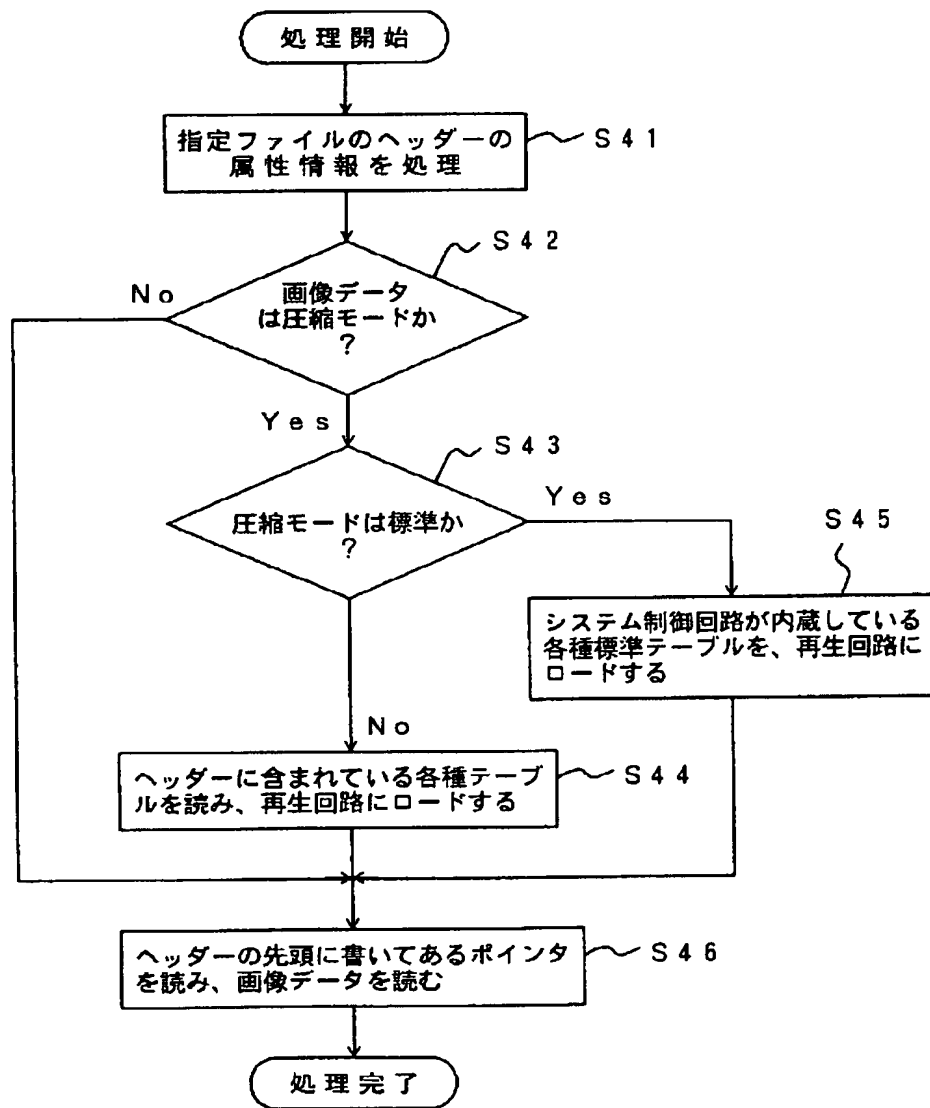 処理開始
指定ファイルのヘッダーの
属性情報を処理
S41
S42
画像データ
は圧縮モードか
?
No
Yes
S43
圧縮モードは標準か
?
Yes
S45
システム制御回路が内蔵している
各種標準テーブルを、再生回路に
ロードする
No
ヘッダーに含まれている各種テーブ
ルを読み、再生回路にロードする
S44
ヘッダーの先頭に書いてあるポインタ
を読み、画像データを読む
S46
処理完了